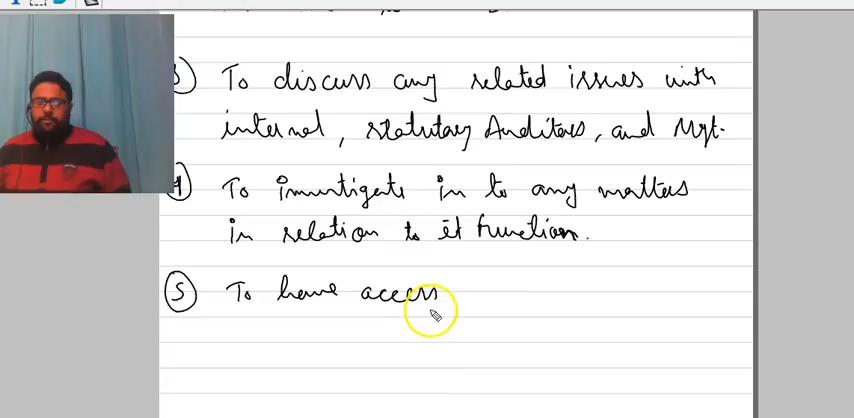 ③ To discuss any related issues with
internal, statutary Auditors, and Mgt.
④ To investigate in to any matters
in relation to it function.
⑤ To have access